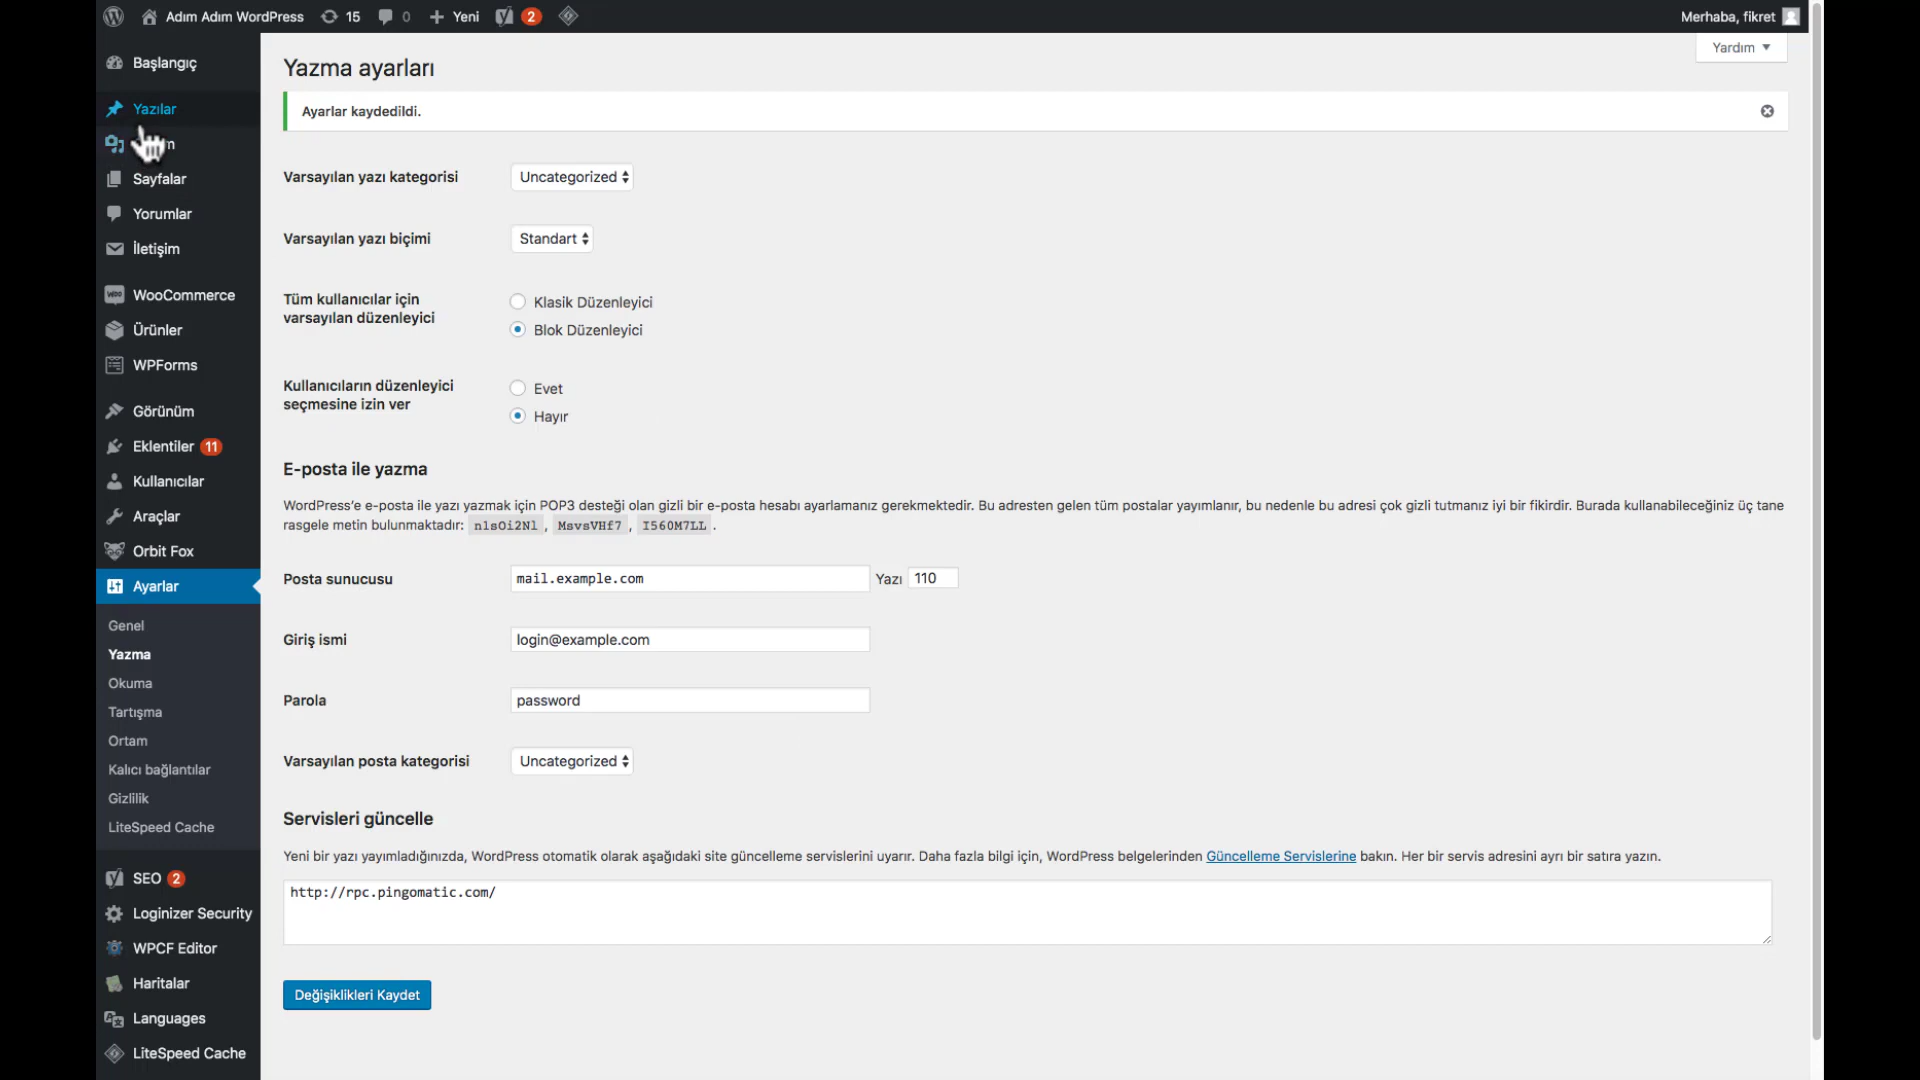 Adım Adım WordPress
15
0
Yeni
2
Merhaba, fikret
Başlangıç
Yazılar
m
Sayfalar
Yorumlar
İletişim
WooCommerce
Ürünler
WPForms
Görünüm
Eklentiler 11
Kullanıcılar
Araçlar
Orbit Fox
Ayarlar
Genel
Yazma
Okuma
Tartışma
Ortam
Kalıcı bağlantılar
Gizlilik
LiteSpeed Cache
SEO 2
Loginizer Security
WPCF Editor
Haritalar
Languages
LiteSpeed Cache
Yardım
Yazma ayarları
Ayarlar kaydedildi.
Varsayılan yazı kategorisi
Uncategorized
Varsayılan yazı biçimi
Standart
Tüm kullanıcılar için
varsayılan düzenleyici
Klasik Düzenleyici
Blok Düzenleyici
Kullanıcıların düzenleyici
seçmesine izin ver
Evet
Hayır
E-posta ile yazma
WordPress'e e-posta ile yazı yazmak için POP3 desteği olan gizli bir e-posta hesabı ayarlamanız gerekmektedir. Bu adresten gelen tüm postalar yayımlanır, bu nedenle bu adresi çok gizli tutmanız iyi bir fikirdir. Burada kullanabileceğiniz üç tane
rasgele metin bulunmaktadır: n1sOi2Nl , MsvsVHf7 , I560M7LL .
Posta sunucusu
mail.example.com
Yazı 110
Giriş ismi
login@example.com
Parola
password
Varsayılan posta kategorisi
Uncategorized
Servisleri güncelle
Yeni bir yazı yayımladığınızda, WordPress otomatik olarak aşağıdaki site güncelleme servislerini uyarır. Daha fazla bilgi için, WordPress belgelerinden Güncelleme Servislerine bakın. Her bir servis adresini ayrı bir satıra yazın.
http://rpc.pingomatic.com/
Değişiklikleri Kaydet